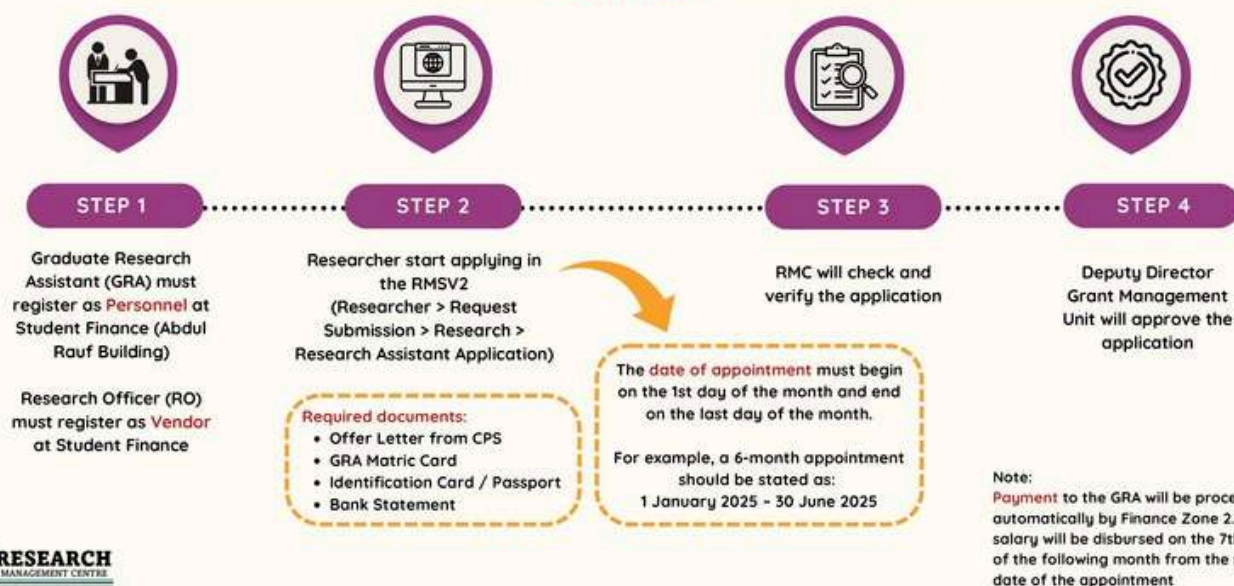 STEP 1
Graduate Research
Assistant (GRA) must
register as Personnel at
Student Finance (Abdul
Rauf Building)
Research Officer (RO)
must register as Vendor
at Student Finance
STEP 2
Researcher start applying in
the RMSV2
(Researcher > Request
Submission > Research >
Research Assistant Application)
Required documents:
• Offer Letter from CPS
• GRA Matric Card
• Identification Card / Passport
• Bank Statement
The date of appointment must begin
on the 1st day of the month and end
on the last day of the month.
For example, a 6-month appointment
should be stated as:
1 January 2025 - 30 June 2025
STEP 3
RMC will check and
verify the application
STEP 4
Deputy Director
Grant Management
Unit will approve the
application
Note:
Payment to the GRA will be
automatically by Finance Zone 2.
salary will be disbursed on the 7th
of the following month from the
date of the appointment
RESEARCH
MANAGEMENT CENTRE